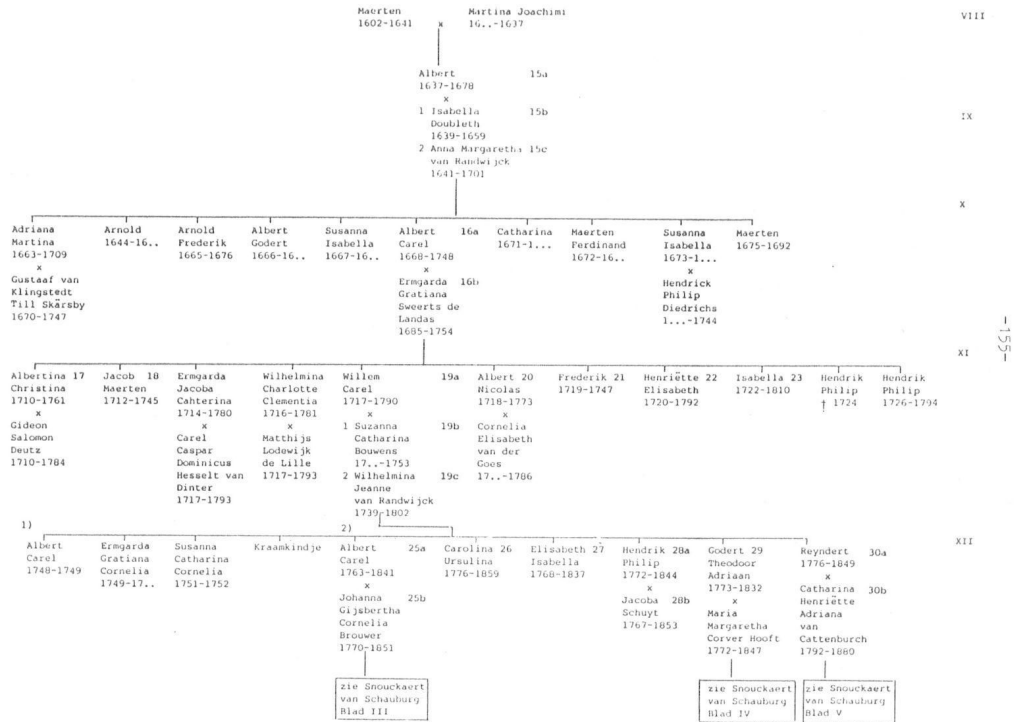 Maerten
1602-1641
x
Martina Joachimi
16..-1637
VIII
Albert 15a
1637-1678
x
1 Isabella 15b
Doubleth
1639-1659
2 Anna Margaretha 15c
van Randwijck
1641-1701
IX
X
Adriana
Martina
1663-1709
x
Gustaaf van
Klingstedt
Till Skärsby
1670-1747
Arnold
1644-16..
Arnold
Frederik
1665-1676
Albert
Godert
1666-16..
Susanna
Isabella
1667-16..
Albert 16a
Carel
1668-1748
x
Ermgarda 16b
Gratiana
Sweerts de
Landas
1685-1754
Catharina
1671-1...
Maerten
Ferdinand
1672-16..
Susanna
Isabella
1673-1...
x
Hendrick
Philip
Diedrichs
1...-1744
Maerten
1675-1692
-155-
XI
Albertina 17
Christina
1710-1761
x
Gideon
Salomon
Deutz
1710-1784
Jacob 18
Maerten
1712-1745
Ermgarda
Jacoba
Cahterina
1714-1780
x
Carel
Caspar
Dominicus
Hesselt van
Dinter
1717-1793
Wilhelmina
Charlotte
Clementia
1716-1781
x
Matthijs
Lodewijk
de Lille
1717-1793
Willem 19a
Carel
1717-1790
x
1 Suzanna 19b
Catharina
Bouwens
17..-1753
2 Wilhelmina 19c
Jeanne
van Randwijck
1739-1802
Albert 20
Nicolas
1718-1773
x
Cornelia
Elisabeth
van der
Goes
17..-1786
Frederik 21
1719-1747
Henriëtte 22
Elisabeth
1720-1792
Isabella 23
1722-1810
Hendrik
Philip
† 1724
Hendrik
Philip
1726-1794
1)
2)
XII
Albert
Carel
1748-1749
Ermgarda
Gratiana
Cornelia
1749-17..
Susanna
Catharina
Cornelia
1751-1752
Kraamkindje
Albert 25a
Carel
1763-1841
x
Johanna 25b
Gijsbertha
Cornelia
Brouwer
1770-1851
Carolina 26
Ursulina
1776-1859
Elisabeth 27
Isabella
1768-1837
Hendrik 28a
Philip
1772-1844
x
Jacoba 28b
Schuyt
1767-1853
Godert 29
Theodoor
Adriaan
1773-1832
x
Maria
Margaretha
Corver Hooft
1772-1847
Reyndert 30a
1776-1849
x
Catharina 30b
Henriëtte
Adriana
van
Cattenburch
1792-1880
zie Snouckaert
van Schauburg
Blad III
zie Snouckaert
van Schauburg
Blad IV
zie Snouckaert
van Schauburg
Blad V